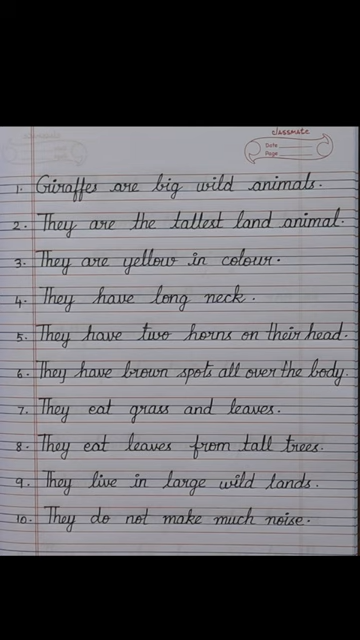 classmate
Date
Page
1. Giraffes are big wild animals.
2. They are the tallest land animal.
3. They are yellow in colour.
4. They have long neck.
5. They have two horns on their head.
6. They have brown spots all over the body.
7. They eat grass and leaves.
8. They eat leaves from tall trees.
9. They live in large wild lands.
10. They do not make much noise.